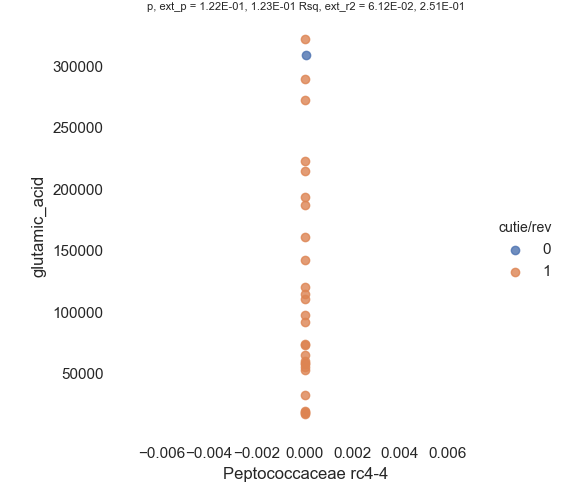 p, ext_p = 1.22E-01, 1.23E-01 Rsq, ext_r2 = 6.12E-02, 2.51E-01
300000
250000
200000
150000
100000
50000
glutamic_acid
cutie/rev
0
1
−0.006 −0.004 −0.002 0.000 0.002 0.004 0.006
Peptococcaceae rc4-4